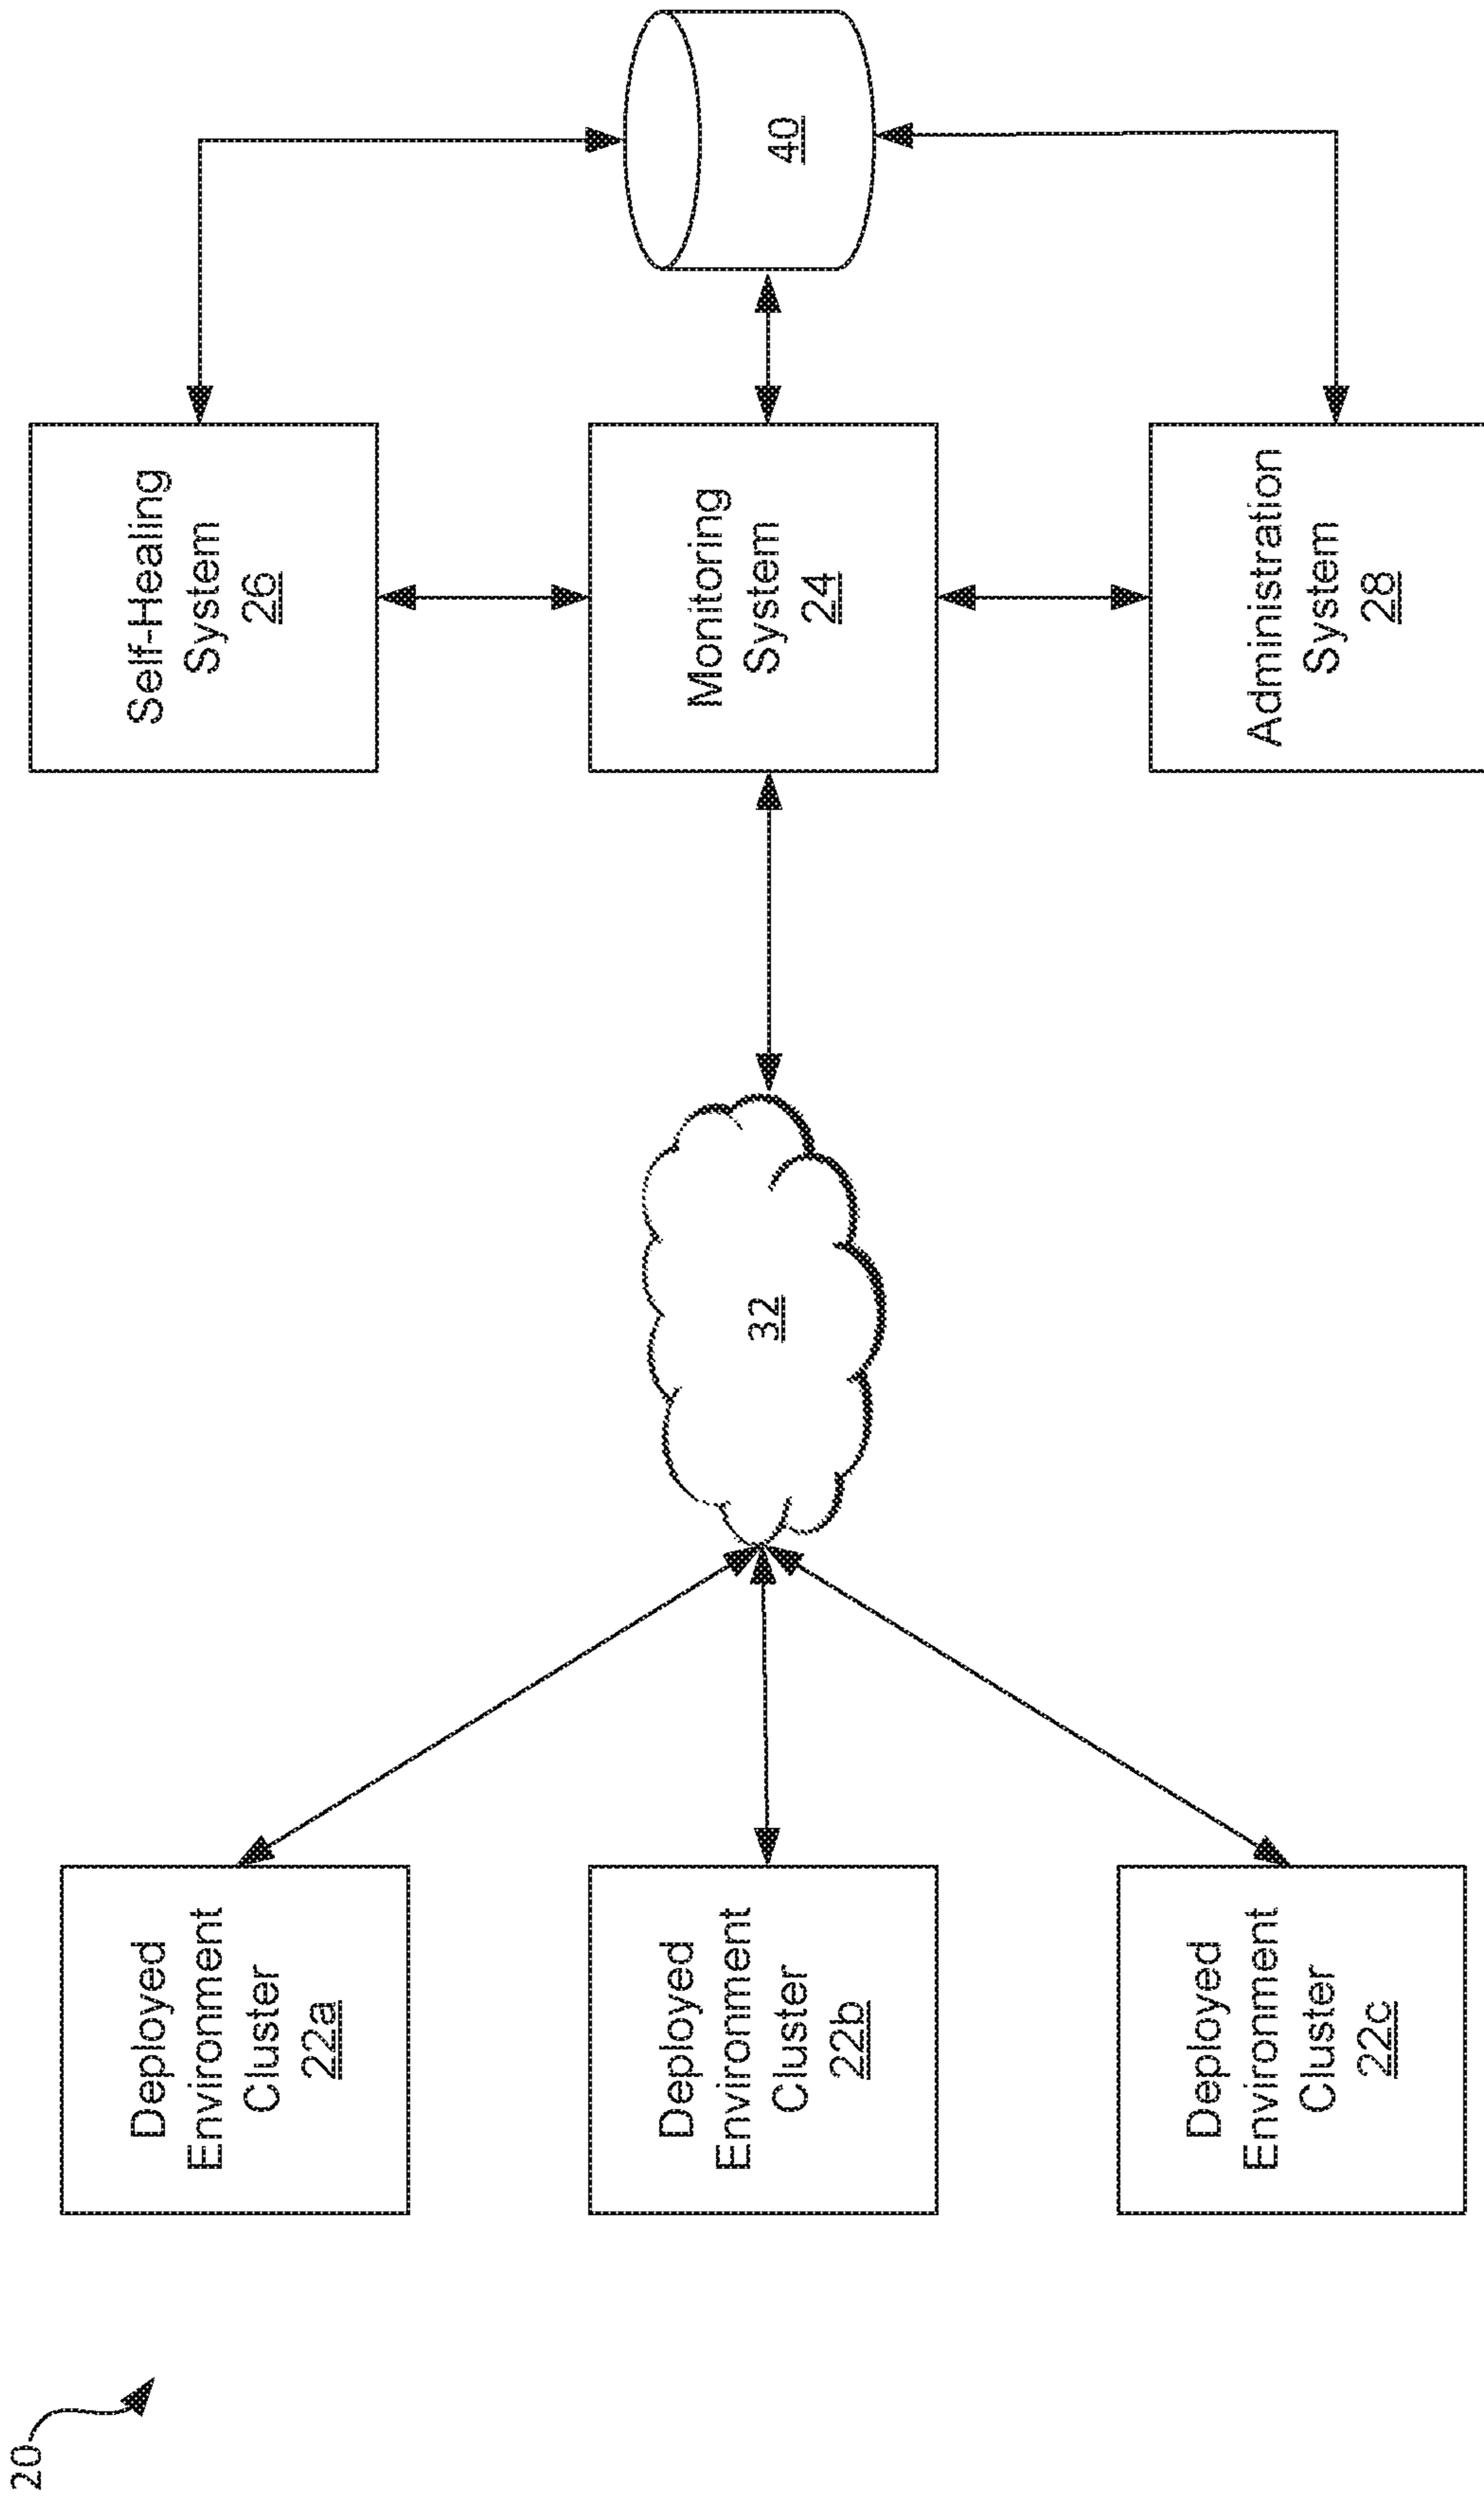 20
Deployed
Environment
Cluster
22a
Deployed
Environment
Cluster
22b
Deployed
Environment
Cluster
22c
32
Self-Healing
System
26
Monitoring
System
24
Administration
System
28
40